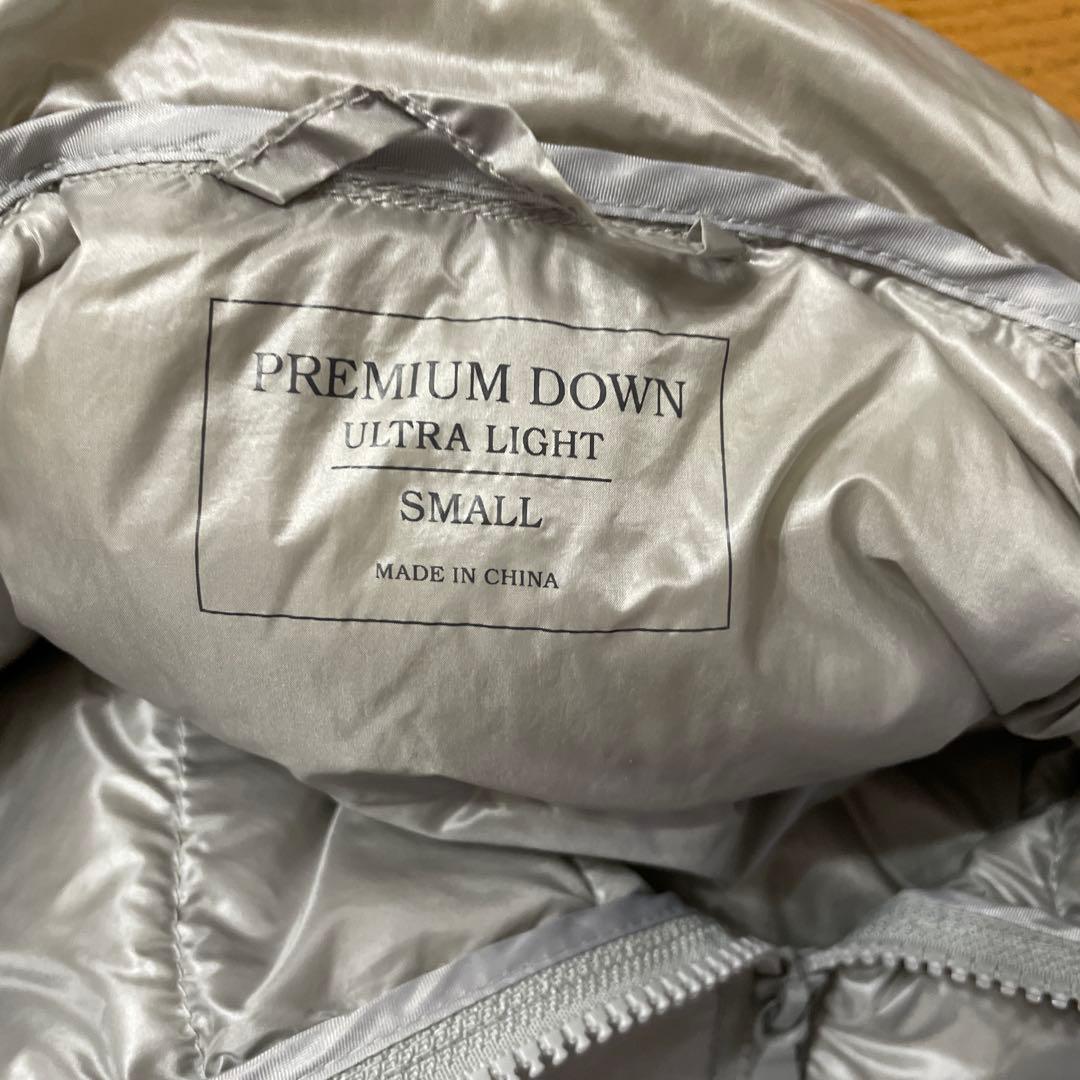 PREMIUM DOWN
ULTRA LIGHT
SMALL
MADE IN CHINA